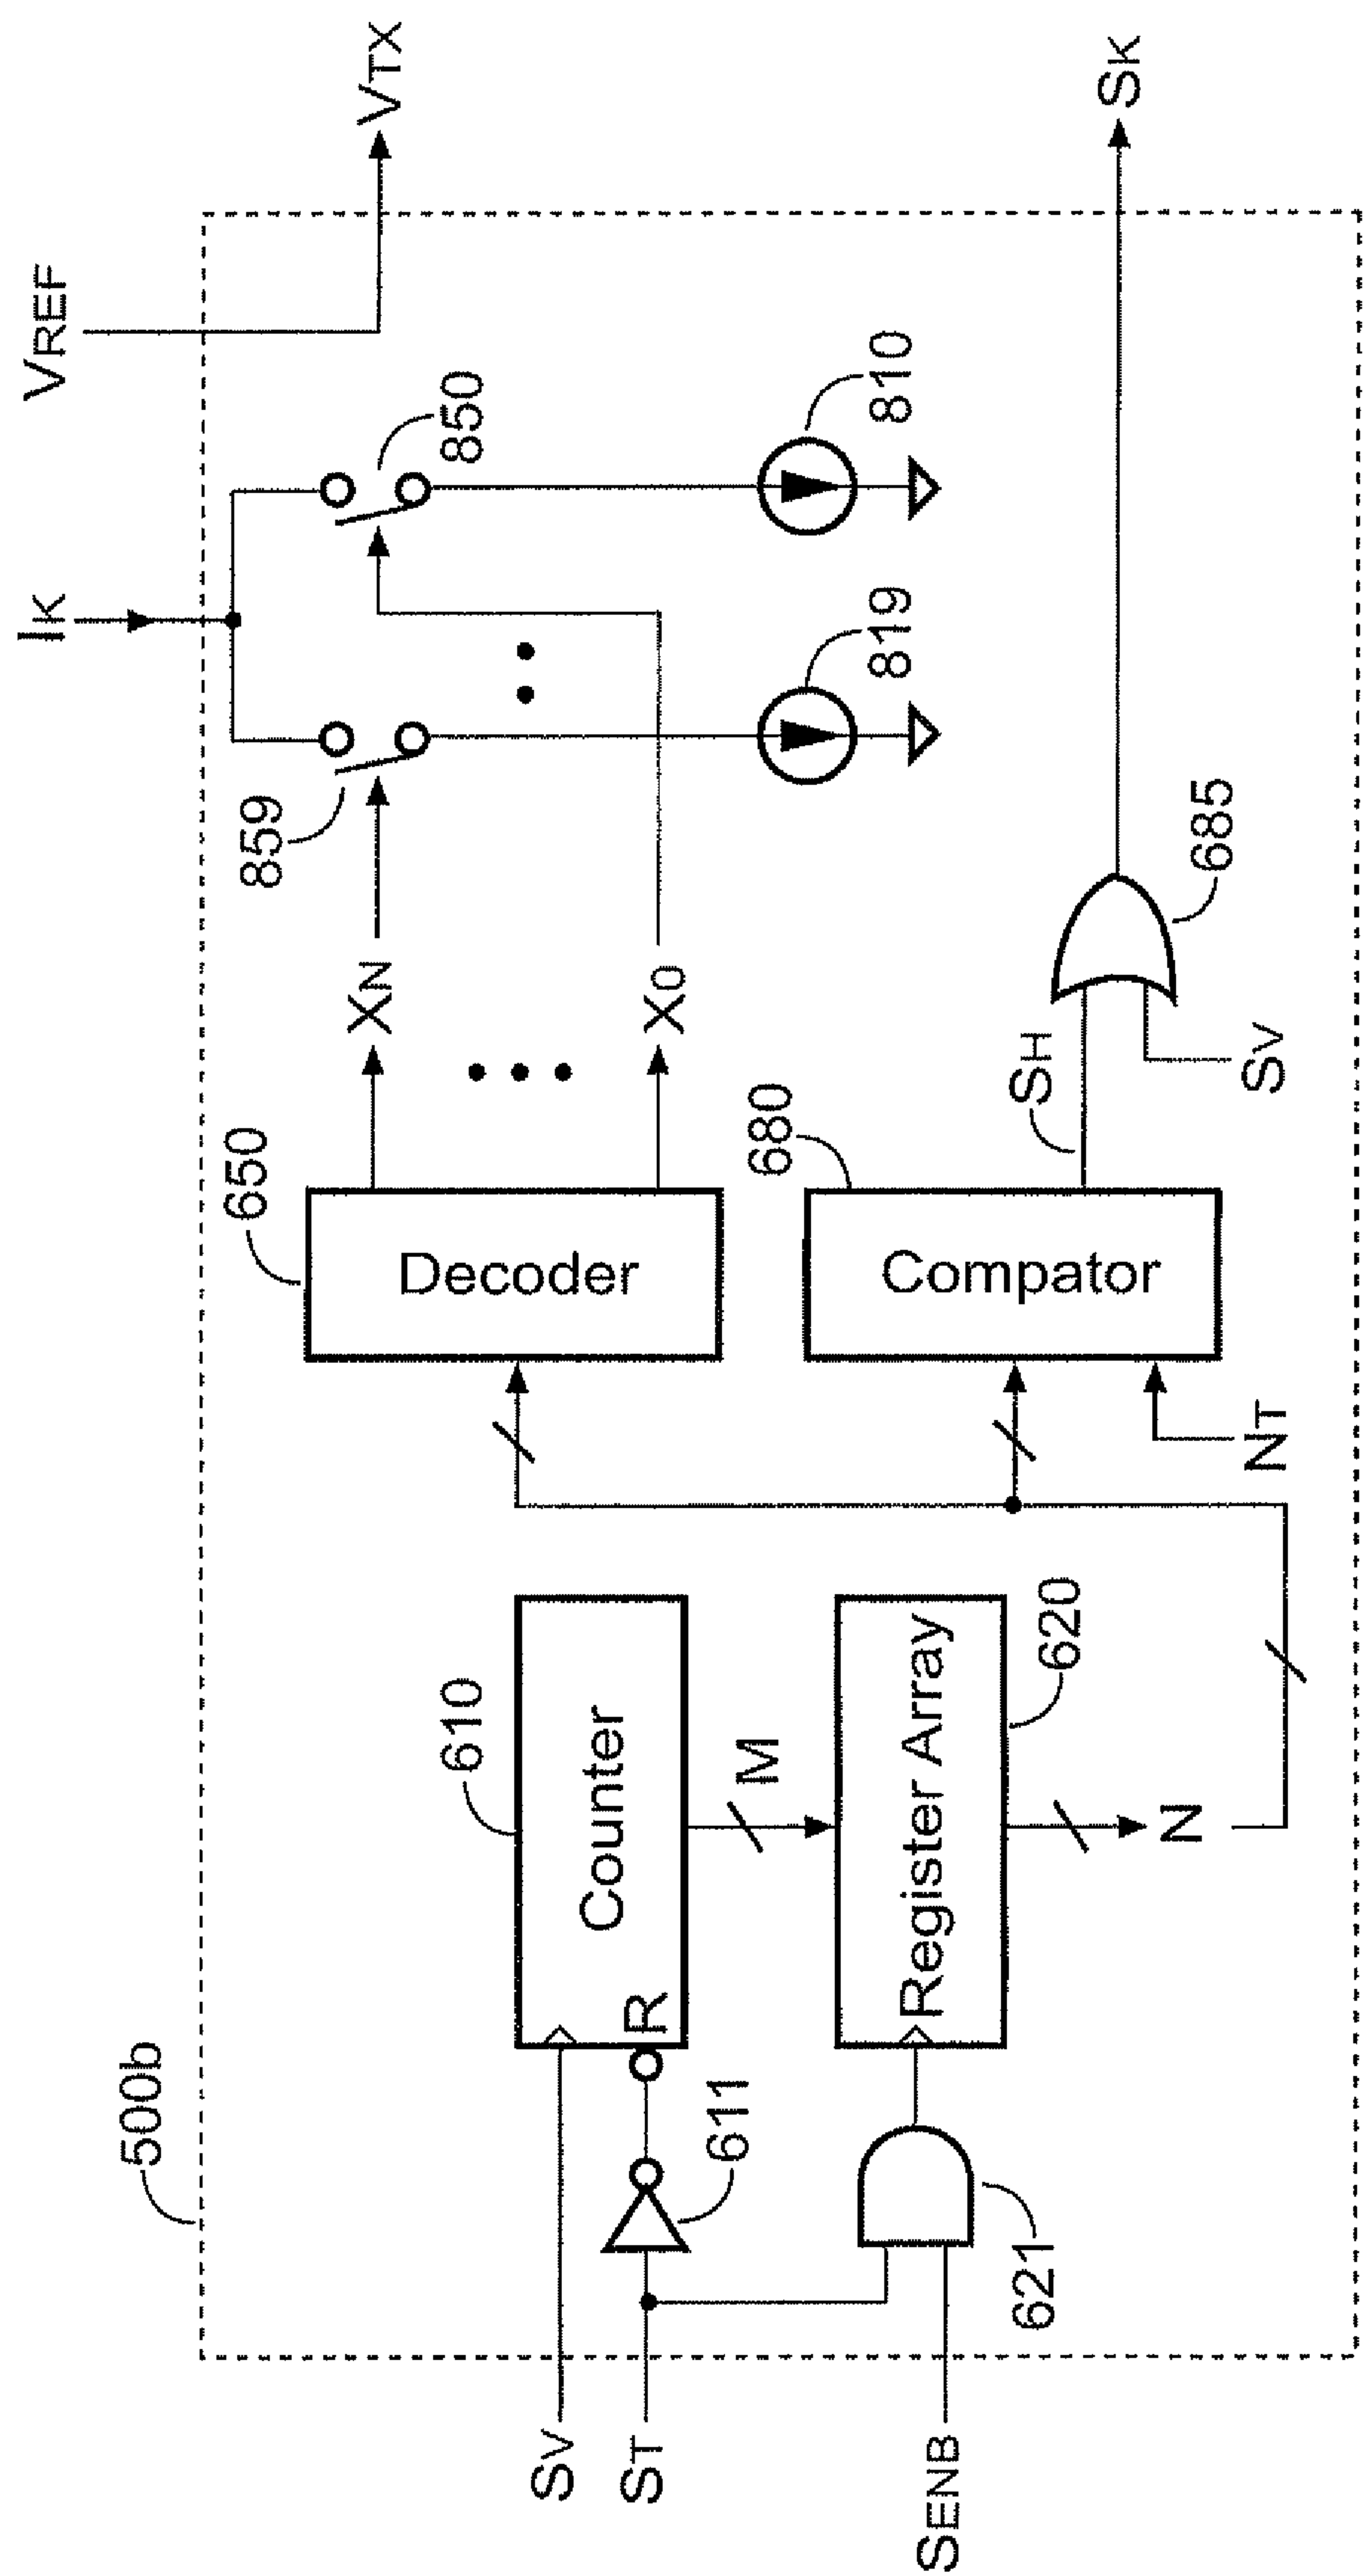 500b
VREF
VTX
IK
859
850
810
819
XN
X0
650
Decoder
680
Compator
NT
SH
SV
685
SK
610
Counter
R
M
Register Array
620
N
611
621
SV
ST
SENB